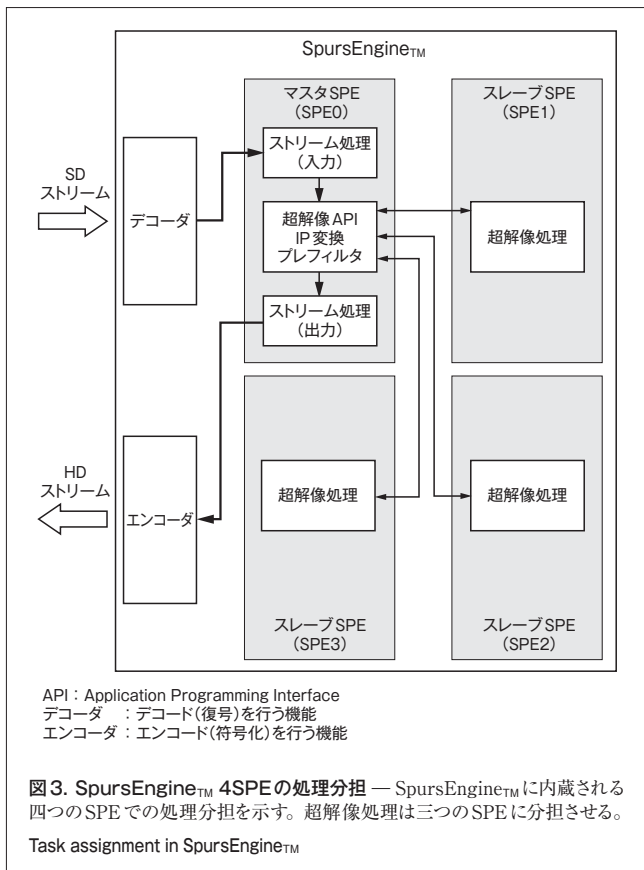 SpursEngine™
マスタSPE
(SPE0)
スレーブSPE
(SPE1)
ストリーム処理
(入力)
SD
ストリーム
デコーダ
超解像API
IP変換
プレフィルタ
超解像処理
ストリーム処理
(出力)
HD
ストリーム
エンコーダ
超解像処理
超解像処理
スレーブSPE
(SPE3)
スレーブSPE
(SPE2)
API:Application Programming Interface
デコーダ :デコード(復号)を行う機能
エンコーダ:エンコード(符号化)を行う機能
図3. SpursEngine™ 4SPEの処理分担 — SpursEngine™に内蔵される
四つのSPEでの処理分担を示す。超解像処理は三つのSPEに分担させる。
Task assignment in SpursEngine™